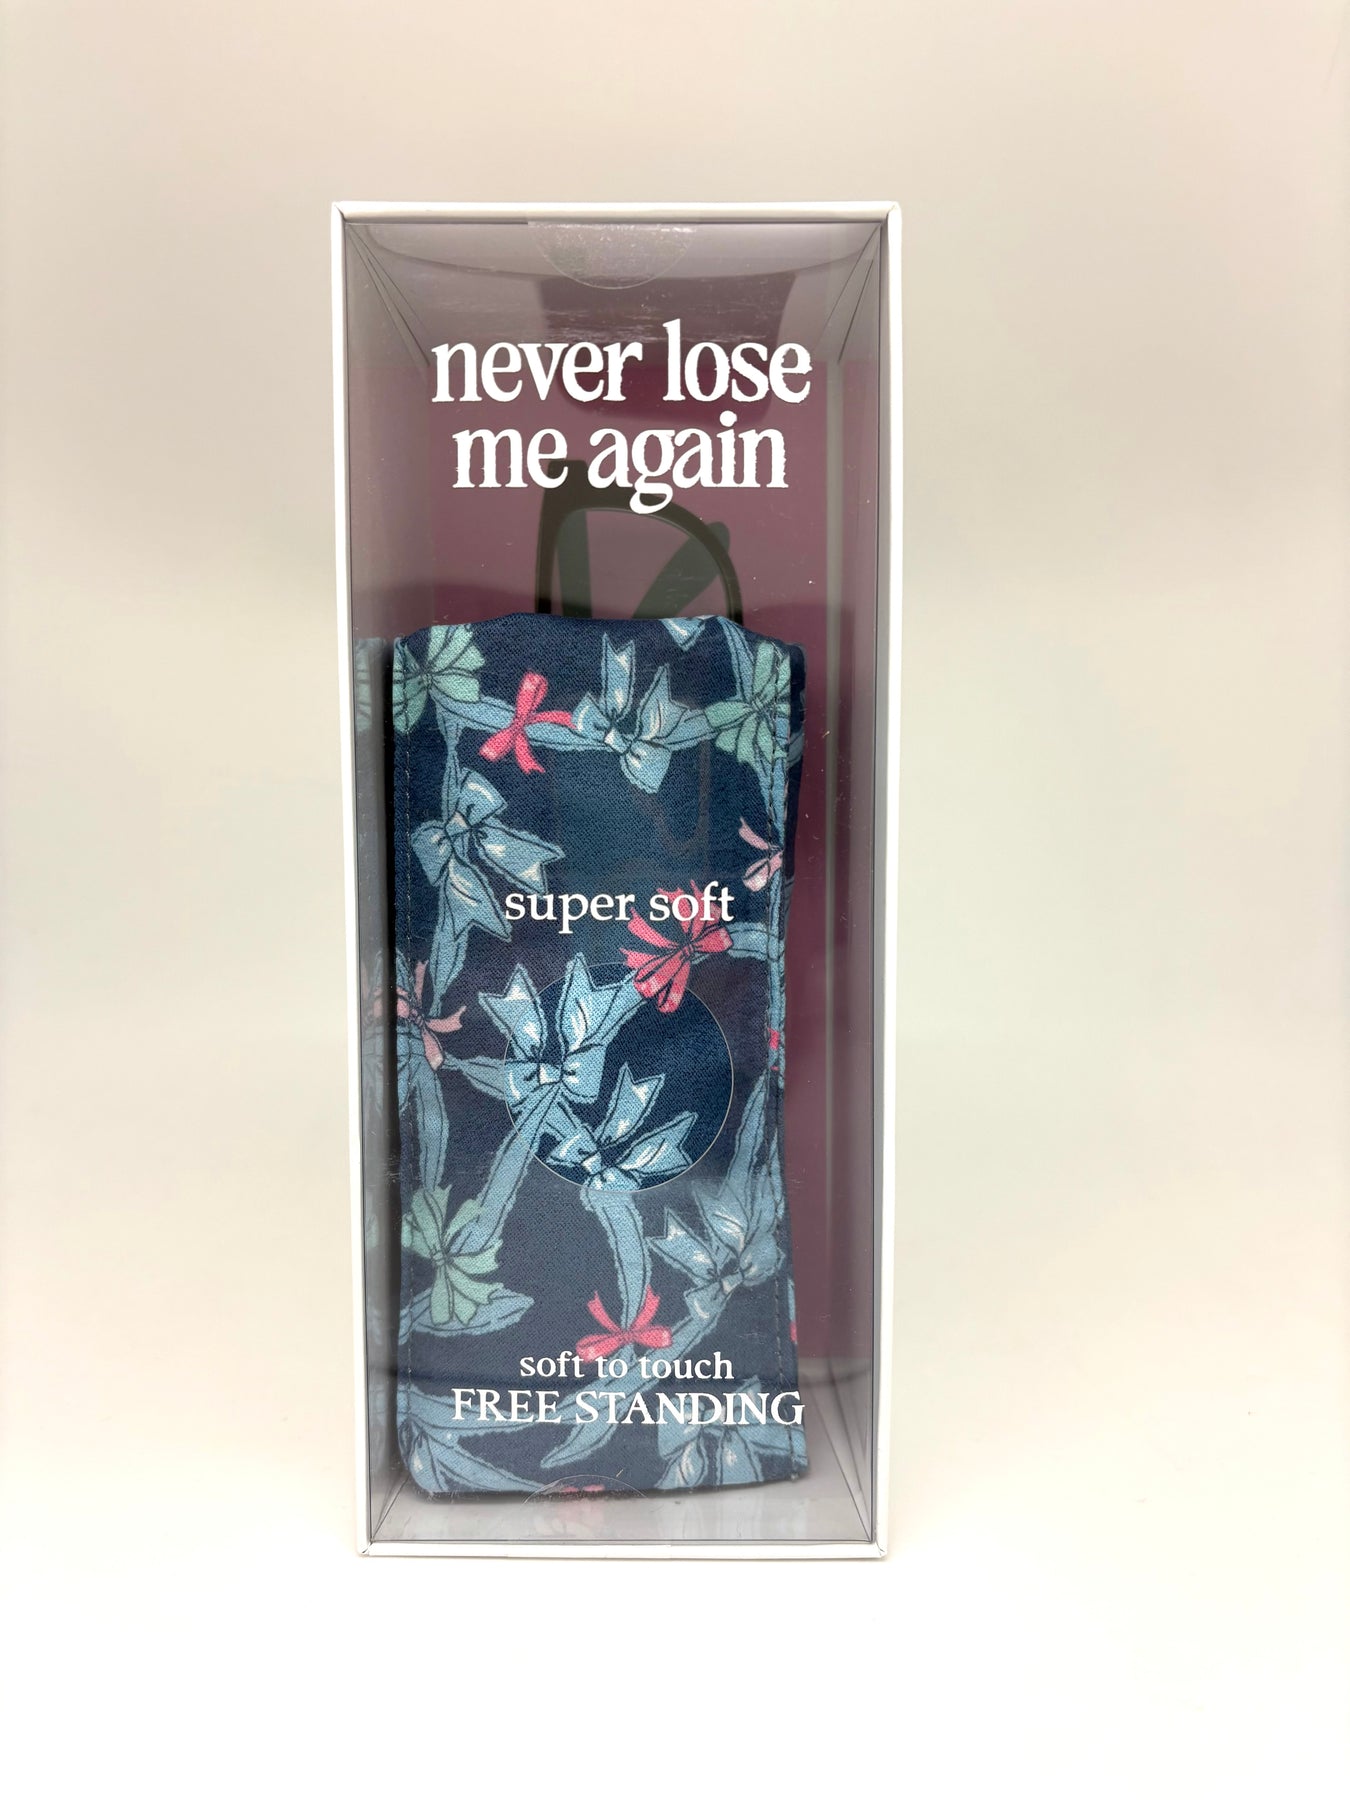 never lose
me again
super soft
soft to touch
FREE STANDING